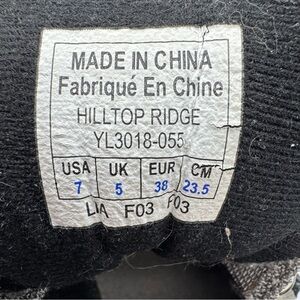 MADE IN CHINA
Fabriqué En Chine
HILLTOP RIDGE
YL3018-055
USA UK EUR CM
7 5 38 23.5
LIA F03 F03